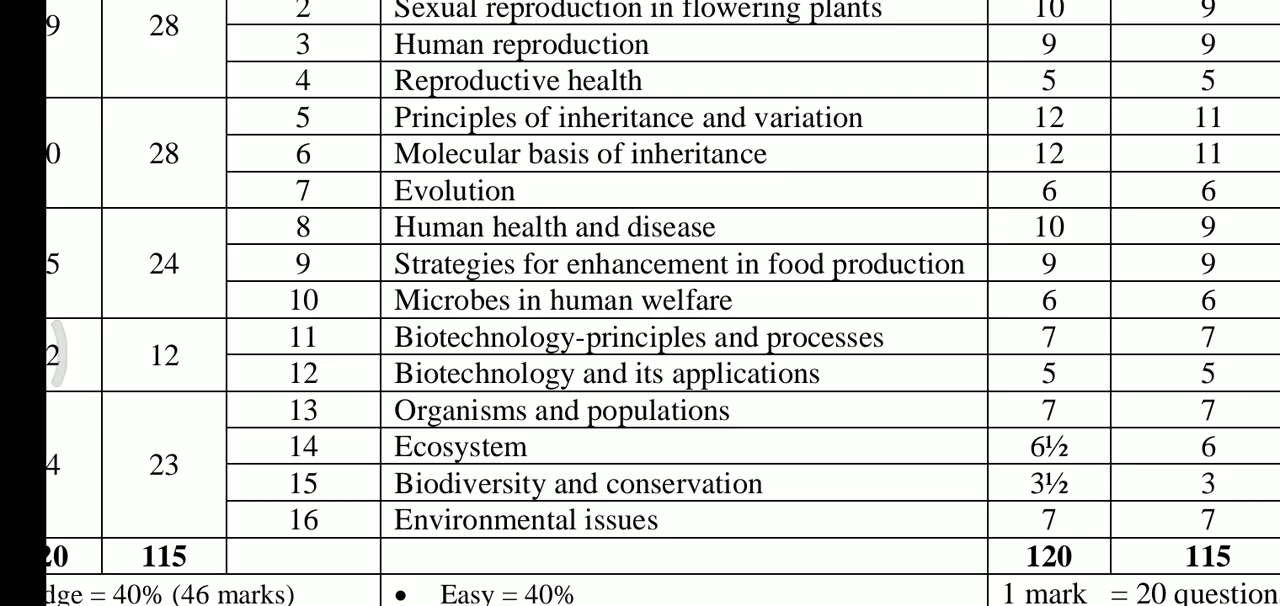 9 28 2 Sexual reproduction in flowering plants 10 9
3 Human reproduction 9 9
4 Reproductive health 5 5
0 28 5 Principles of inheritance and variation 12 11
6 Molecular basis of inheritance 12 11
7 Evolution 6 6
5 24 8 Human health and disease 10 9
9 Strategies for enhancement in food production 9 9
10 Microbes in human welfare 6 6
2 12 11 Biotechnology-principles and processes 7 7
12 Biotechnology and its applications 5 5
4 23 13 Organisms and populations 7 7
14 Ecosystem 6½ 6
15 Biodiversity and conservation 3½ 3
16 Environmental issues 7 7
20 115 120 115
dge = 40% (46 marks) • Easy = 40% 1 mark = 20 question